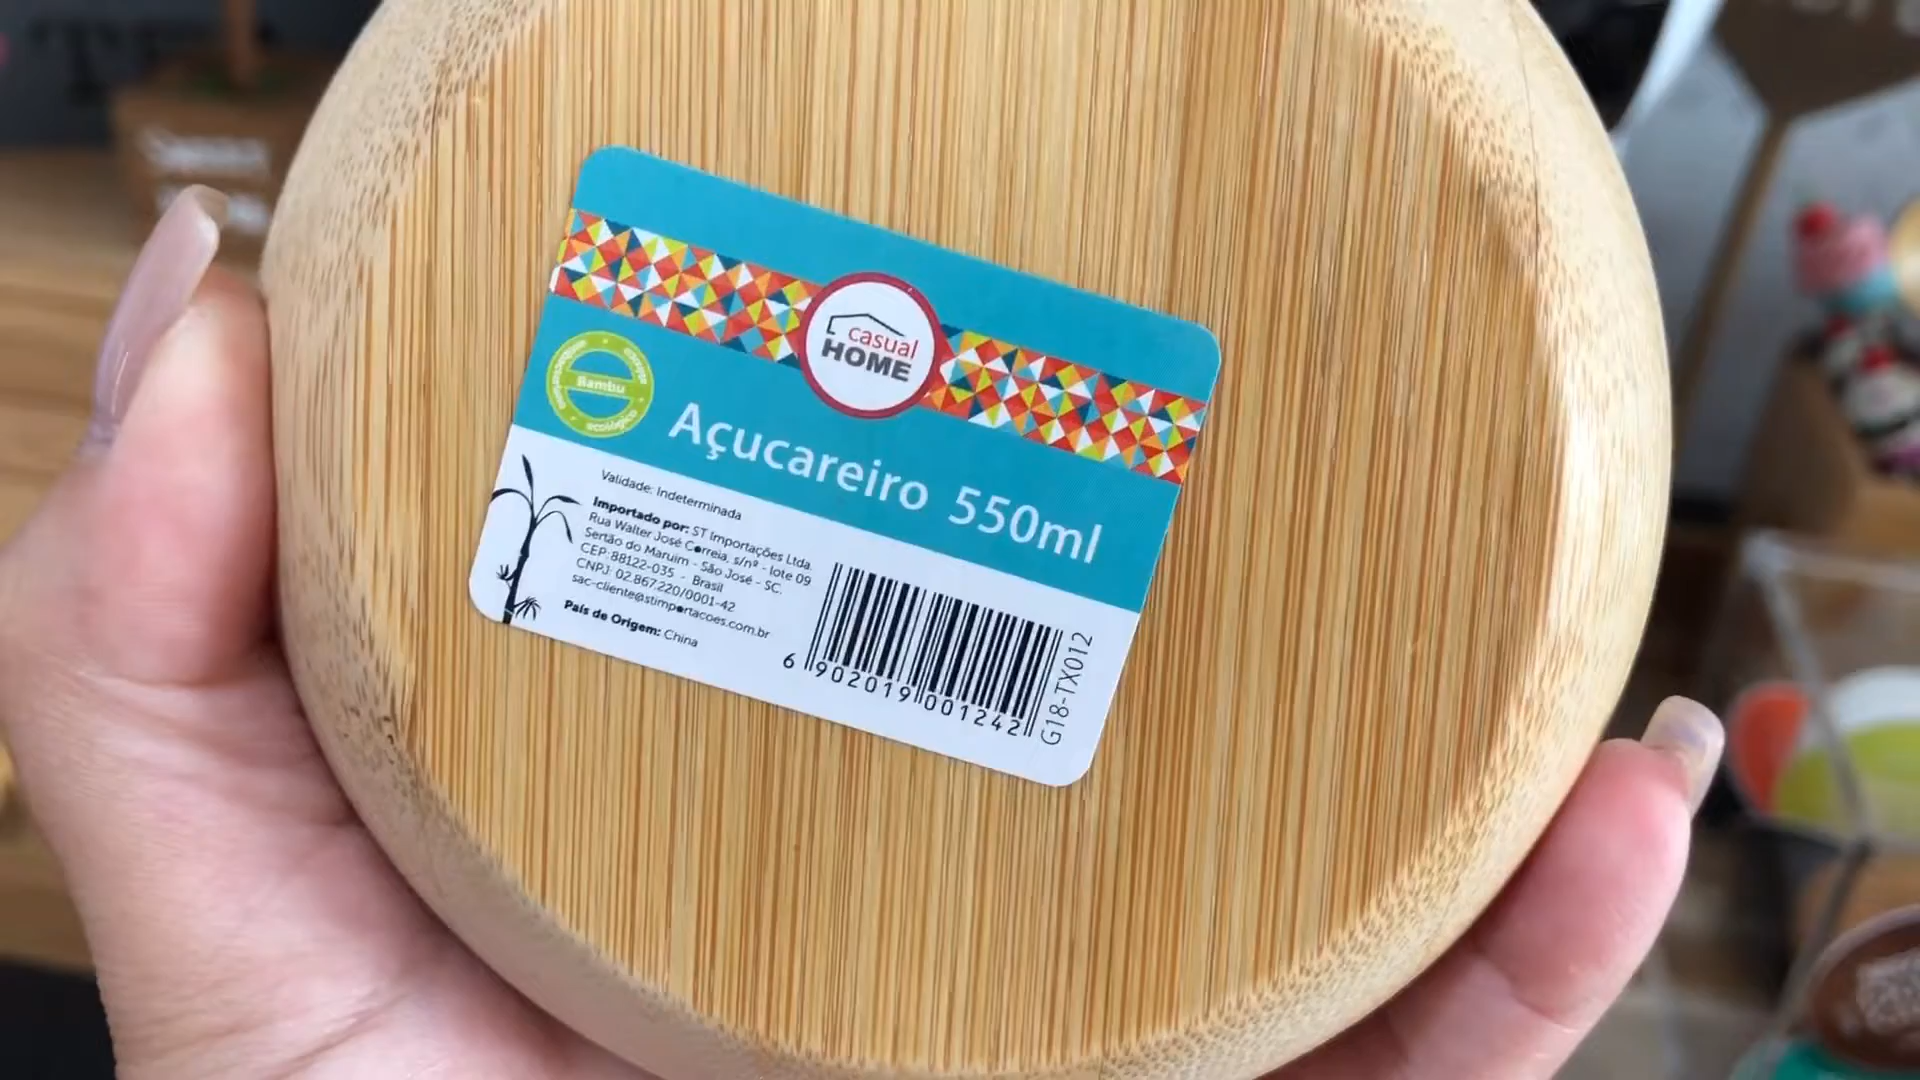 casual
HOME
Bambu
ecológico
Açucareiro 550ml
Validade: Indeterminada
Importado por: ST Importações Ltda.
Rua Walter José Correia, s/nº - lote 09
Sertão do Maruim - São José - SC.
CEP:88122-035 - Brasil
CNPJ: 02.867.220/0001-42
sac-cliente@stimportacoes.com.br
País de Origem: China
6 902019 001242
G18-TX012